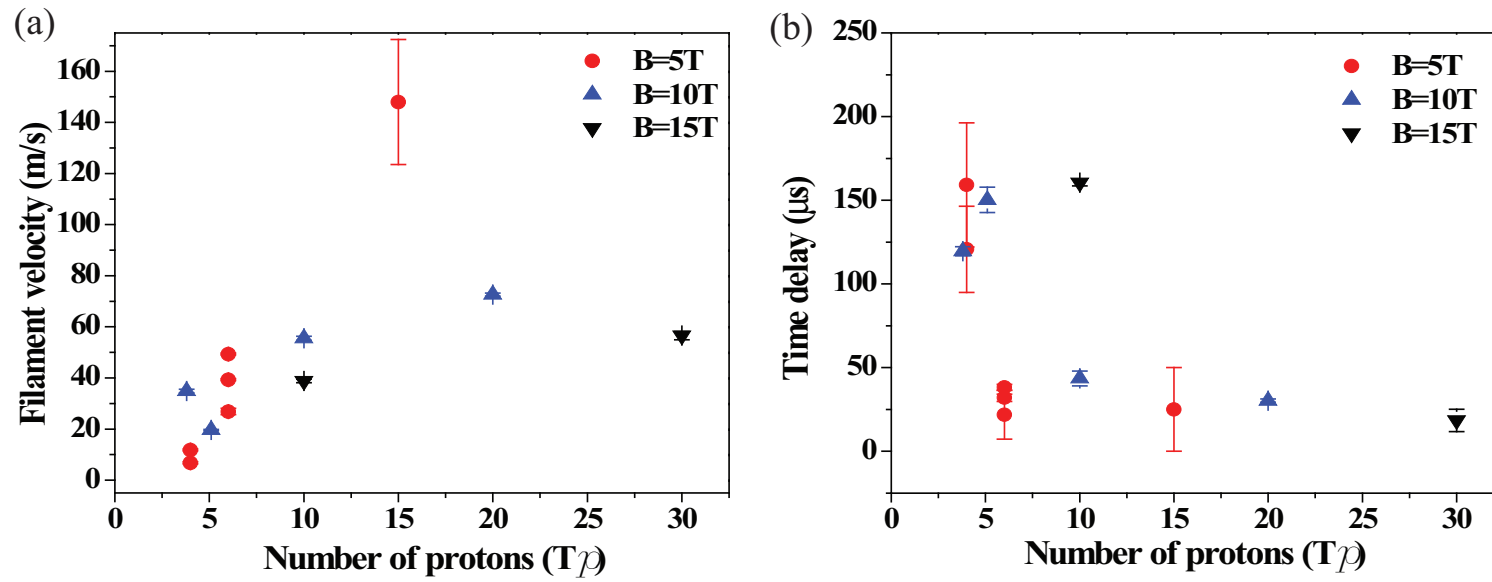 (a)
160
140
120
100
80
60
40
20
0
Filament velocity (m/s)
B=5T
B=10T
B=15T
0 5 10 15 20 25 30
Number of protons (Tp)
(b)
250
200
150
100
50
0
Time delay (μs)
B=5T
B=10T
B=15T
0 5 10 15 20 25 30
Number of protons (Tp)